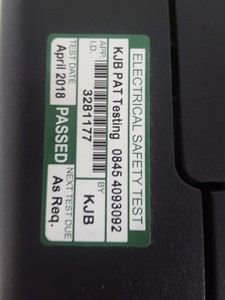 ELECTRICAL SAFETY TEST
KJB PAT Testing 0845 4093092
APP. I.D.
3281177
BY
KJB
TEST DATE
April 2018
PASSED
NEXT TEST DUE
As Req.